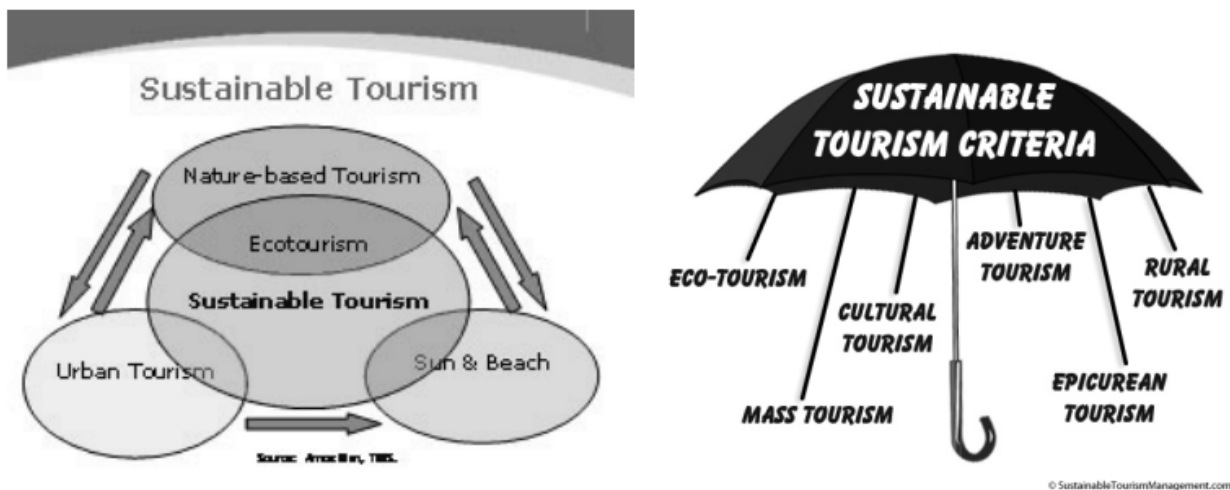 Sustainable Tourism
Nature-based Tourism
Ecotourism
Sustainable Tourism
Urban Tourism
Sun & Beach
Source:
SUSTAINABLE
TOURISM CRITERIA
ECO-TOURISM
MASS TOURISM
CULTURAL
TOURISM
ADVENTURE
TOURISM
EPICUREAN
TOURISM
RURAL
TOURISM
© SustainableTourismManagement.com